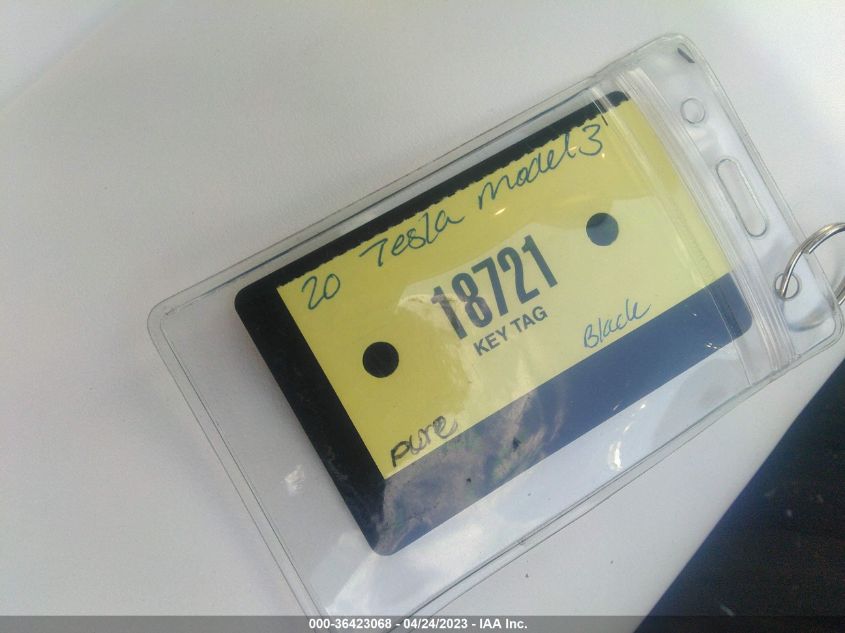 20 Tesla model 3
18721
KEY TAG
Black
pure
000-36423068 - 04/24/2023 - IAA Inc.